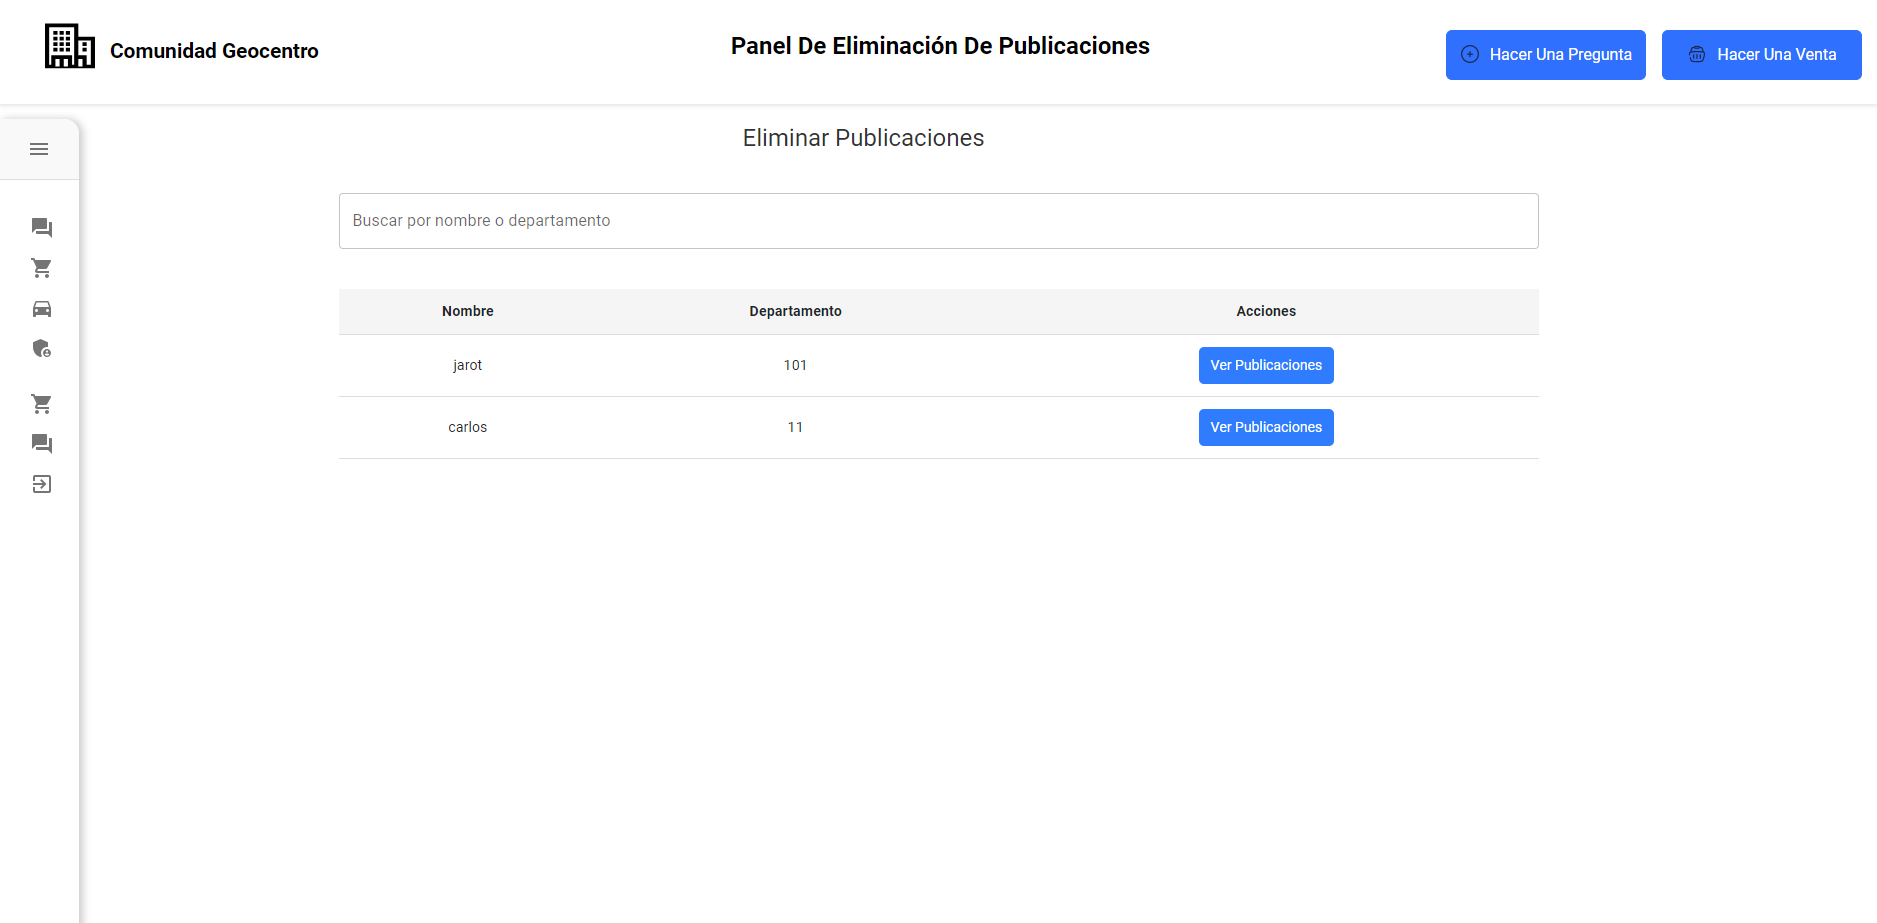 Comunidad Geocentro
Panel De Eliminación De Publicaciones
Hacer Una Pregunta
Hacer Una Venta
Eliminar Publicaciones
Buscar por nombre o departamento
Nombre Departamento Acciones
jarot 101 Ver Publicaciones
carlos 11 Ver Publicaciones